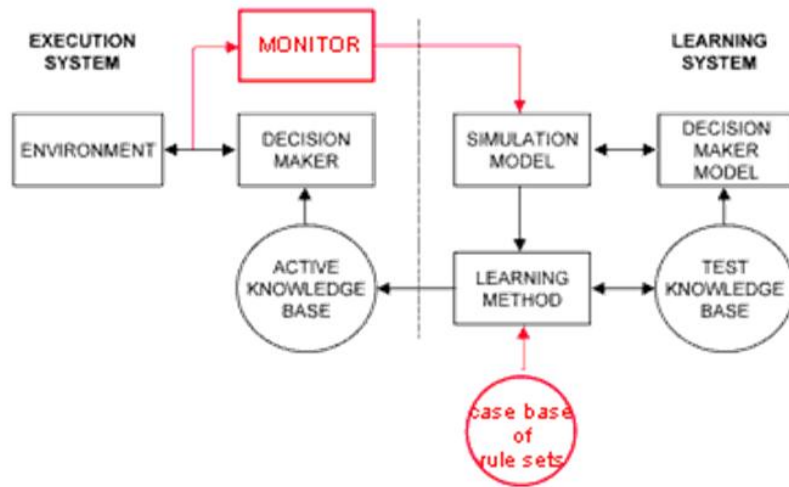 EXECUTION
SYSTEM
MONITOR
LEARNING
SYSTEM
ENVIRONMENT
DECISION
MAKER
SIMULATION
MODEL
DECISION
MAKER
MODEL
ACTIVE
KNOWLEDGE
BASE
LEARNING
METHOD
TEST
KNOWLEDGE
BASE
case base
of
rule sets